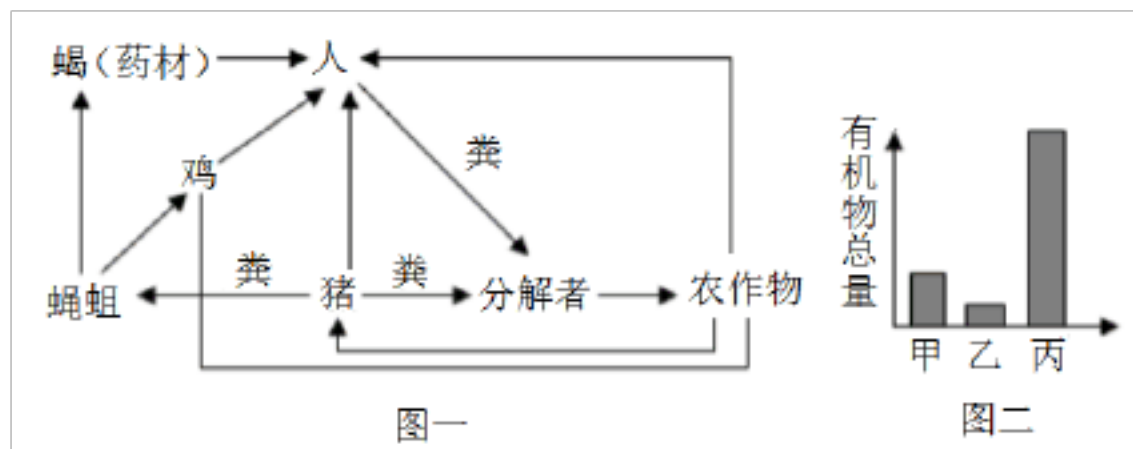 蝎（药材）
人
鸡
粪
蝇蛆
粪
猪
粪
分解者
农作物
图一
有机物总量
甲
乙
丙
图二